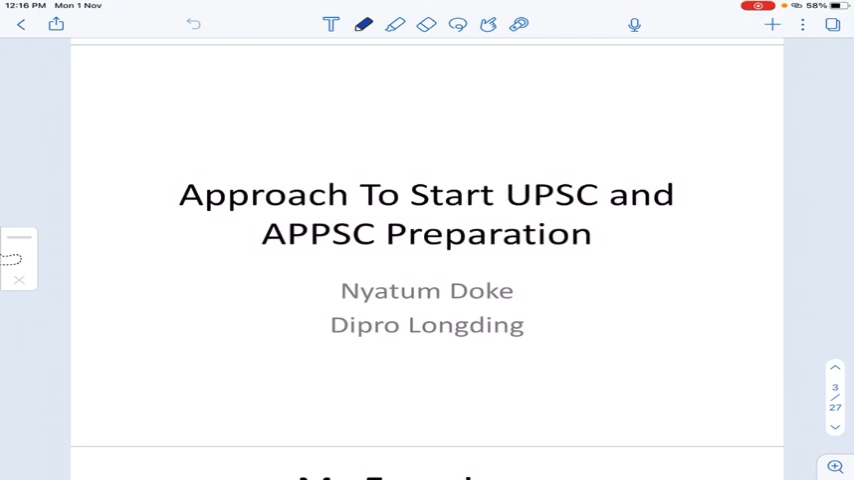 12:16 PM Mon 1 Nov
58%
Approach To Start UPSC and
APPSC Preparation
Nyatum Doke
Dipro Longding
3
/
27